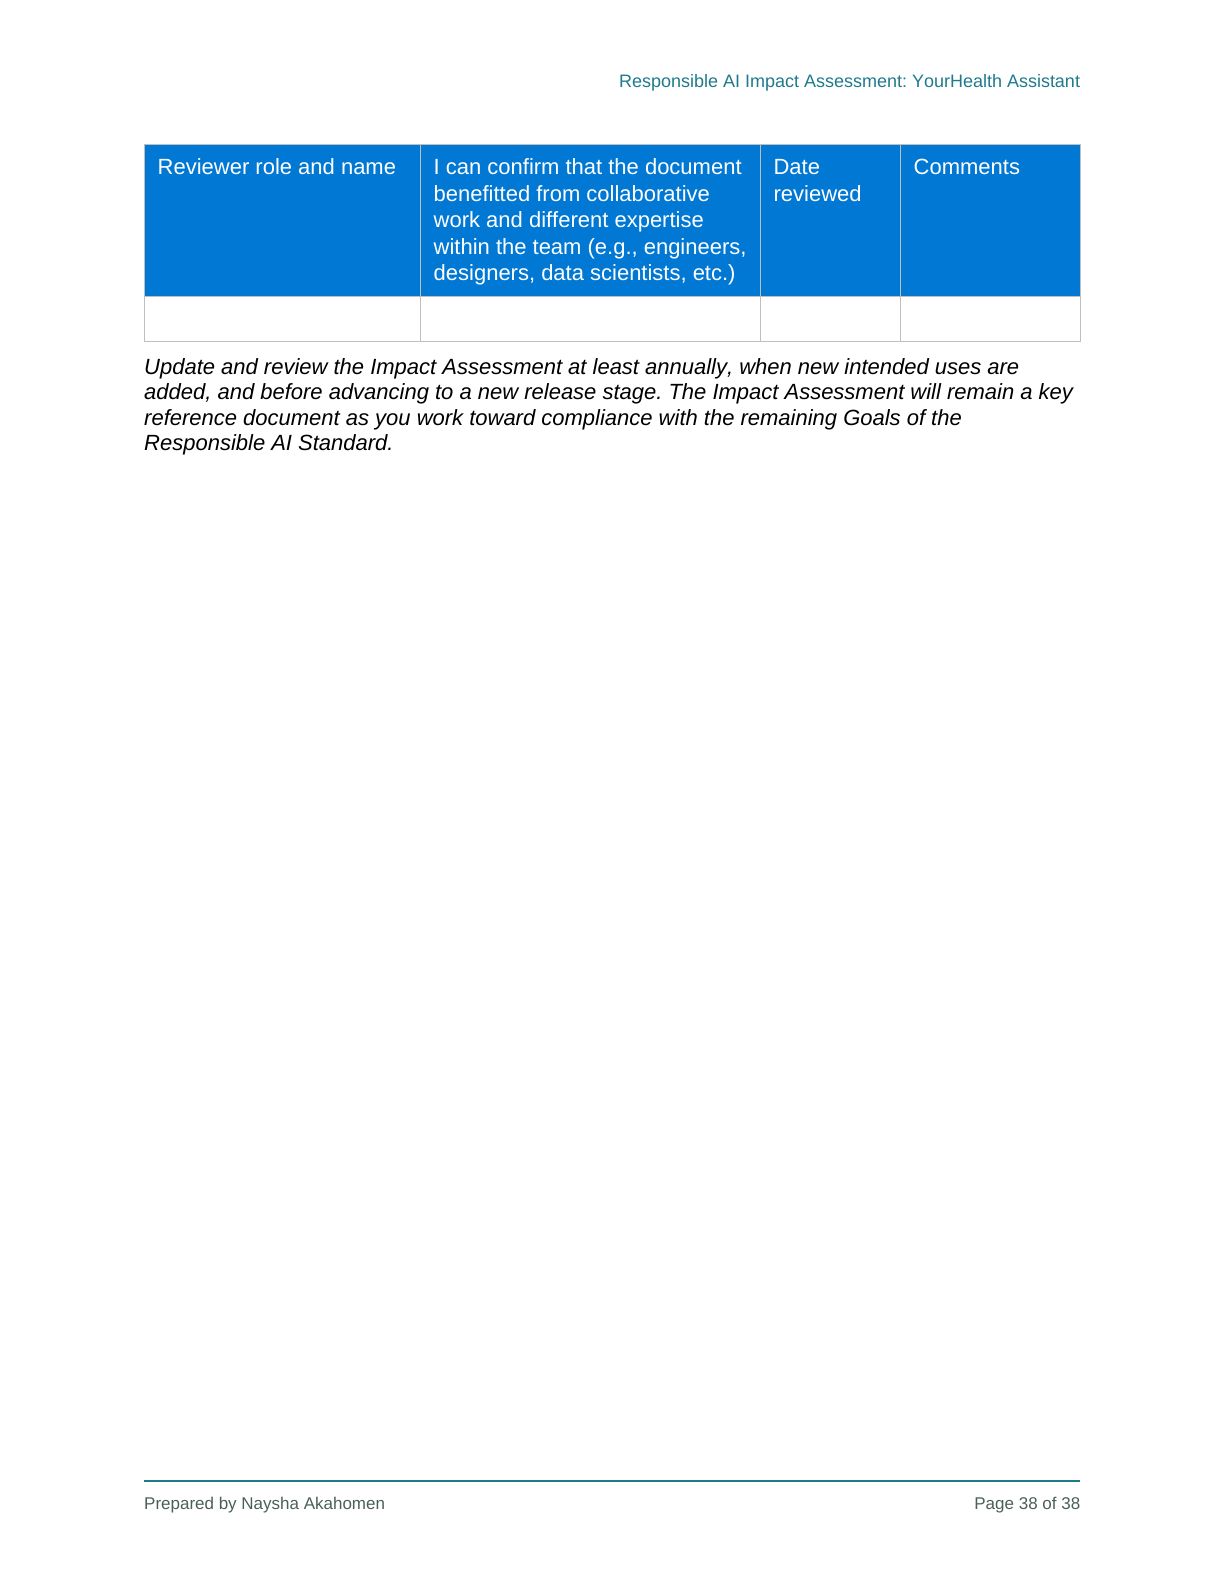 Responsible AI Impact Assessment: YourHealth Assistant
Reviewer role and name
I can confirm that the document
benefitted from collaborative
work and different expertise
within the team (e.g., engineers,
designers, data scientists, etc.)
Date
reviewed
Comments
Update and review the Impact Assessment at least annually, when new intended uses are
added, and before advancing to a new release stage. The Impact Assessment will remain a key
reference document as you work toward compliance with the remaining Goals of the
Responsible AI Standard.
Prepared by Naysha Akahomen
Page 38 of 38